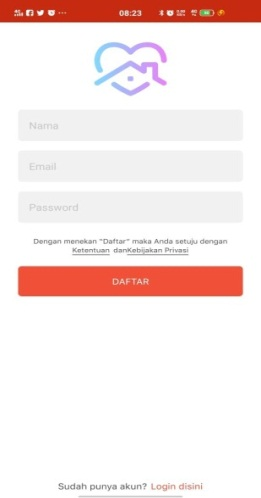 08:23
Nama
Email
Password
Dengan menekan "Daftar" maka Anda setuju dengan
Ketentuan danKebijakan Privasi
DAFTAR
Sudah punya akun? Login disini